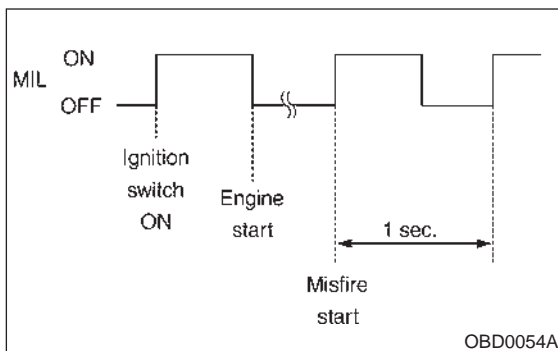 ON
MIL
OFF
Ignition
switch
ON
Engine
start
1 sec.
Misfire
start
OBD0054A